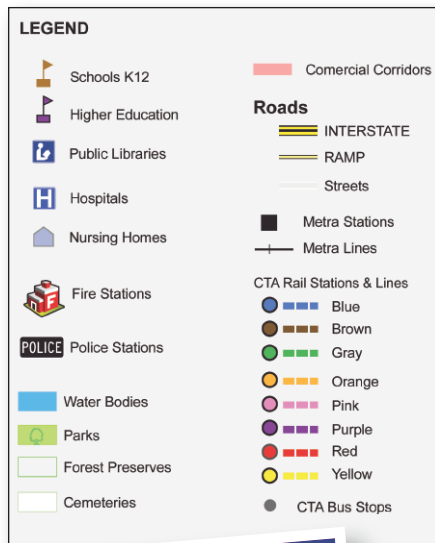 LEGEND
Schools K12
Higher Education
Public Libraries
H Hospitals
Nursing Homes
F Fire Stations
POLICE Police Stations
Water Bodies
Parks
Forest Preserves
Cemeteries
Comercial Corridors
Roads
INTERSTATE
RAMP
Streets
Metra Stations
Metra Lines
CTA Rail Stations & Lines
Blue
Brown
Gray
Orange
Pink
Purple
Red
Yellow
CTA Bus Stops